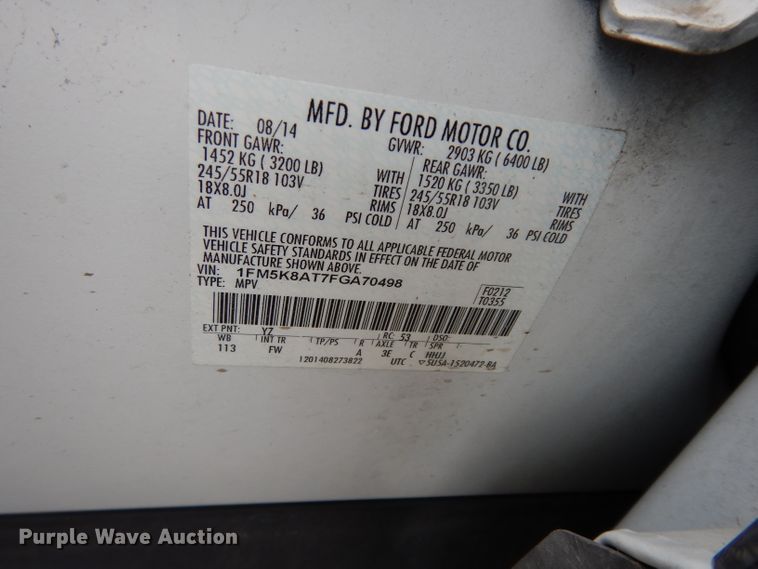 MFD. BY FORD MOTOR CO.
DATE: 08/14 GVWR: 2903 KG ( 6400 LB)
FRONT GAWR: REAR GAWR:
1452 KG ( 3200 LB) WITH 1520 KG ( 3350 LB) WITH
245/55R18 103V TIRES 245/55R18 103V TIRES
18X8.0J RIMS 18X8.0J RIMS
AT 250 kPa/ 36 PSI COLD AT 250 kPa/ 36 PSI COLD
THIS VEHICLE CONFORMS TO ALL APPLICABLE FEDERAL MOTOR
VEHICLE SAFETY STANDARDS IN EFFECT ON THE DATE OF
MANUFACTURE SHOWN ABOVE.
VIN: 1FM5K8AT7FGA70498
TYPE: MPV
F0212
T0355
EXT PNT: YZ RC: 53 DSO:
WB INT TR TP/PS R AXLE TR SPR
113 FW A 3E C HHJJ
1201408273822 UTC 5U5A-1520472-BA
Purple Wave Auction